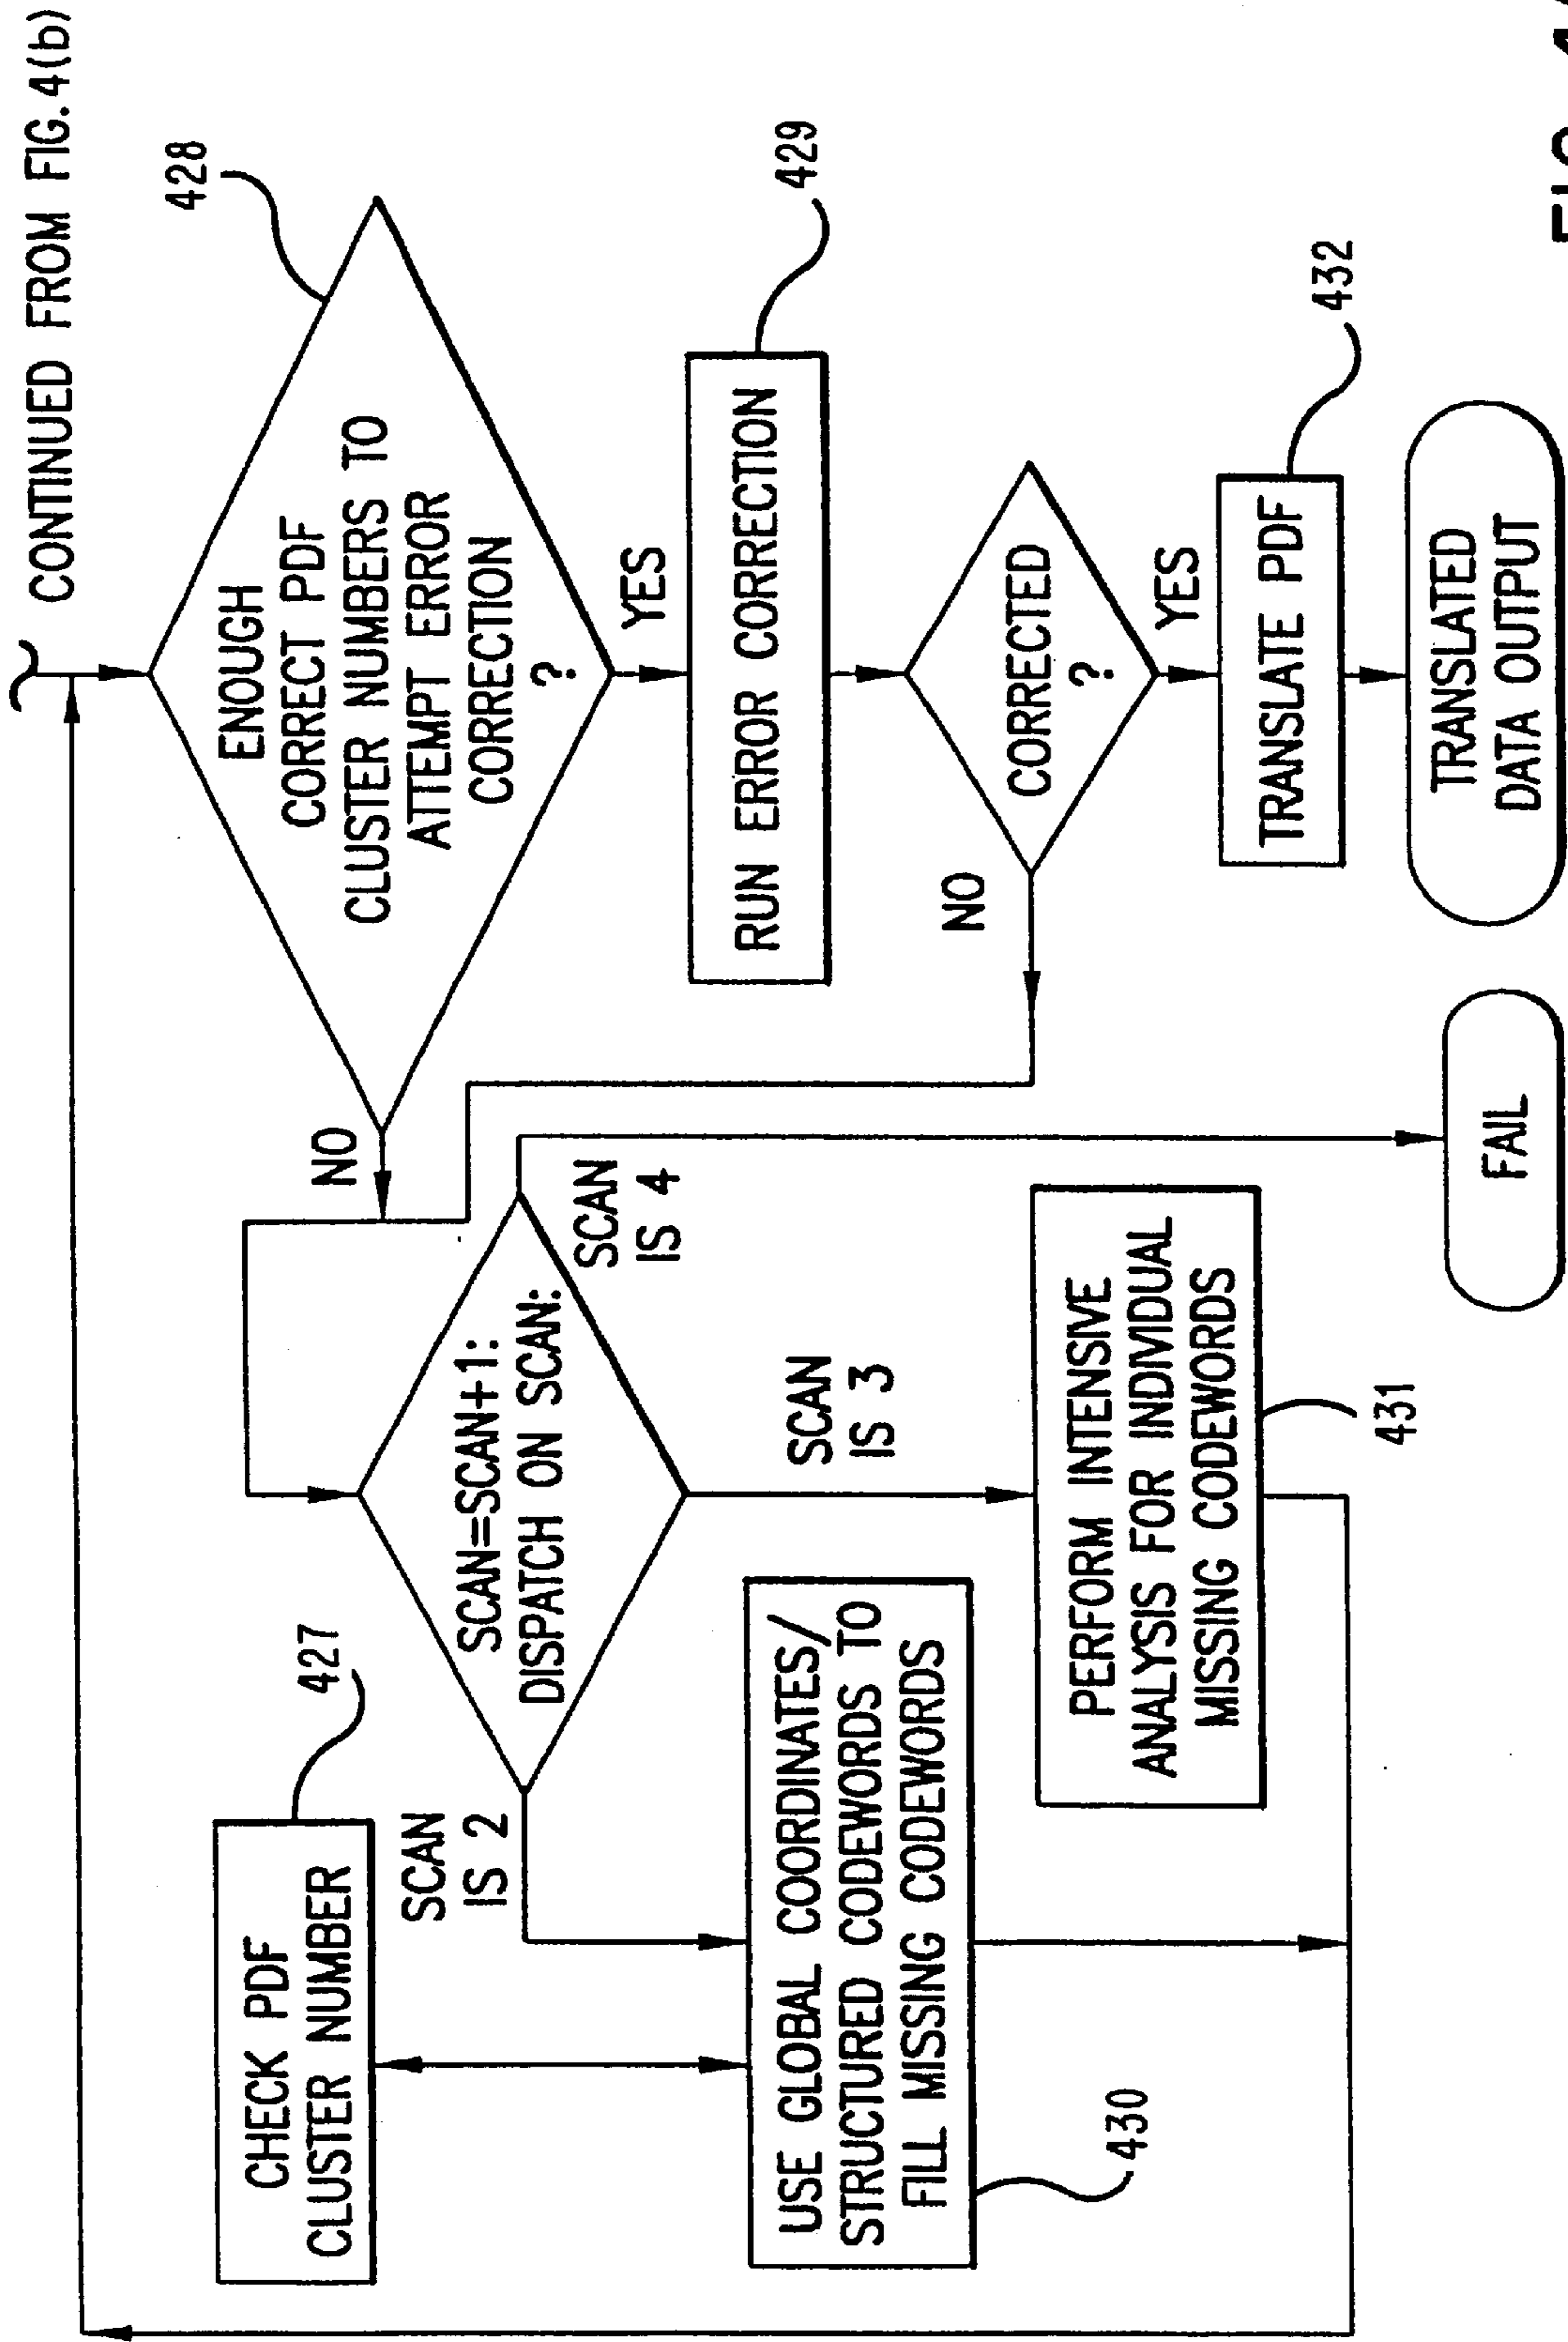 CONTINUED FROM FIG.4(b)
428
ENOUGH
CORRECT PDF
CLUSTER NUMBERS TO
ATTEMPT ERROR
CORRECTION
?
NO
YES
429
RUN ERROR CORRECTION
CORRECTED
?
NO
YES
432
TRANSLATE PDF
TRANSLATED
DATA OUTPUT
427
CHECK PDF
CLUSTER NUMBER
SCAN=SCAN+1:
DISPATCH ON SCAN:
SCAN
IS 2
SCAN
IS 3
SCAN
IS 4
USE GLOBAL COORDINATES/
STRUCTURED CODEWORDS TO
FILL MISSING CODEWORDS
430
PERFORM INTENSIVE
ANALYSIS FOR INDIVIDUAL
MISSING CODEWORDS
431
FAIL